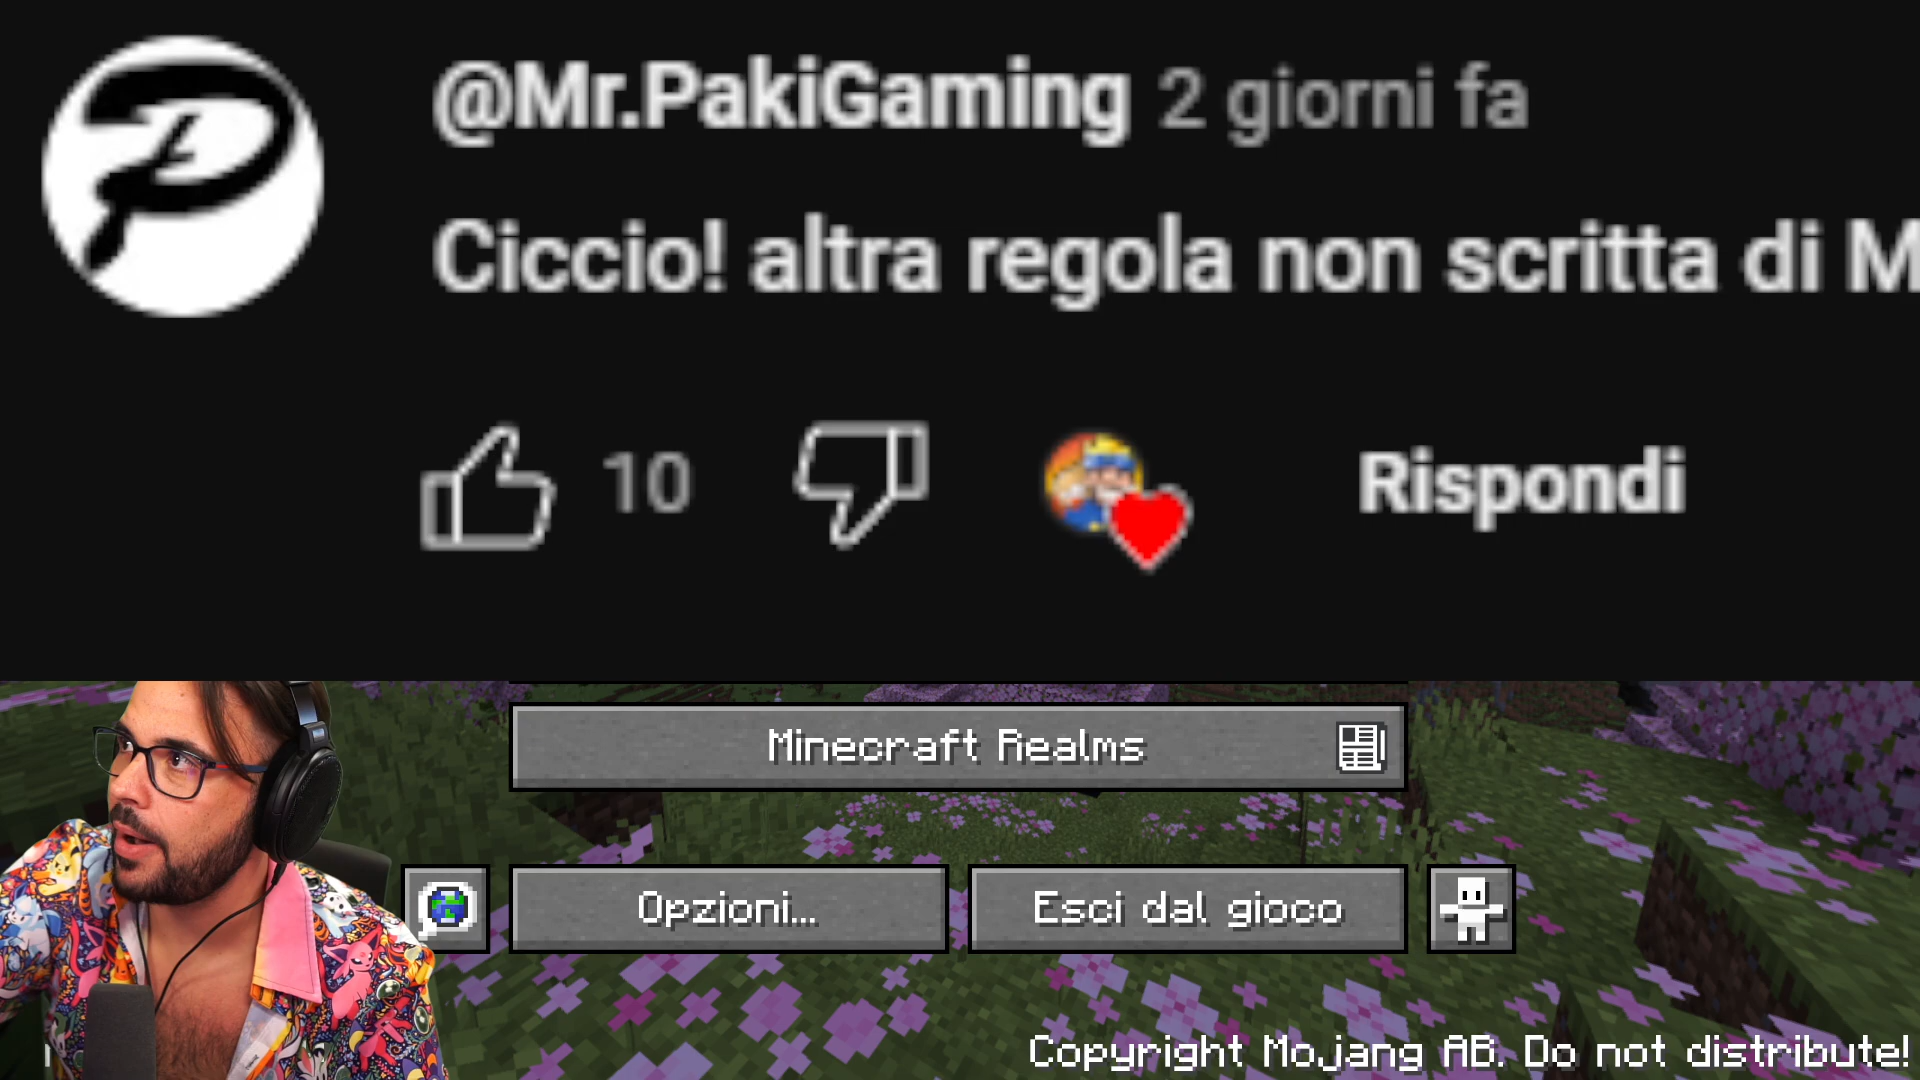 @Mr.PakiGaming 2 giorni fa
Ciccio! altra regola non scritta di M
10
Rispondi
Minecraft Realms
Opzioni...
Esci dal gioco
Copyright Mojang AB. Do not distribute!